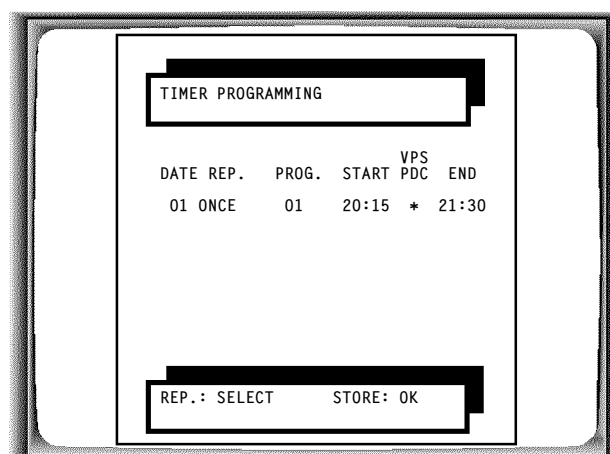 TIMER PROGRAMMING
VPS
DATE REP. PROG. START PDC END
01 ONCE 01 20:15 * 21:30
REP.: SELECT STORE: OK